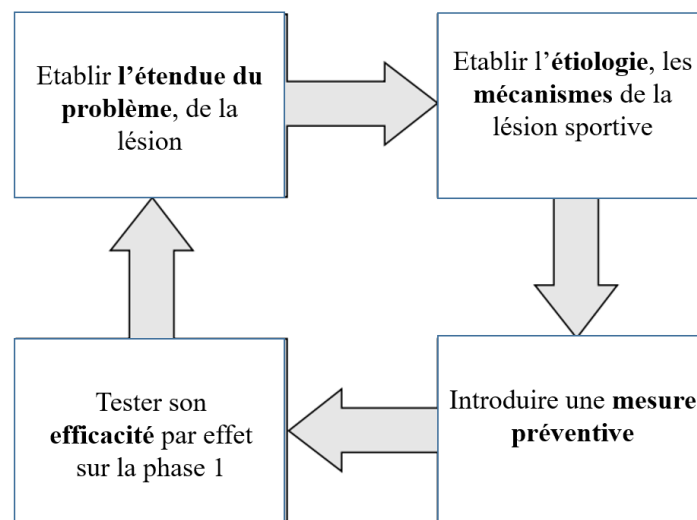 Etablir l'étendue du
problème, de la
lésion
Etablir l'étiologie, les
mécanismes de la
lésion sportive
Introduire une mesure
préventive
Tester son
efficacité par effet
sur la phase 1